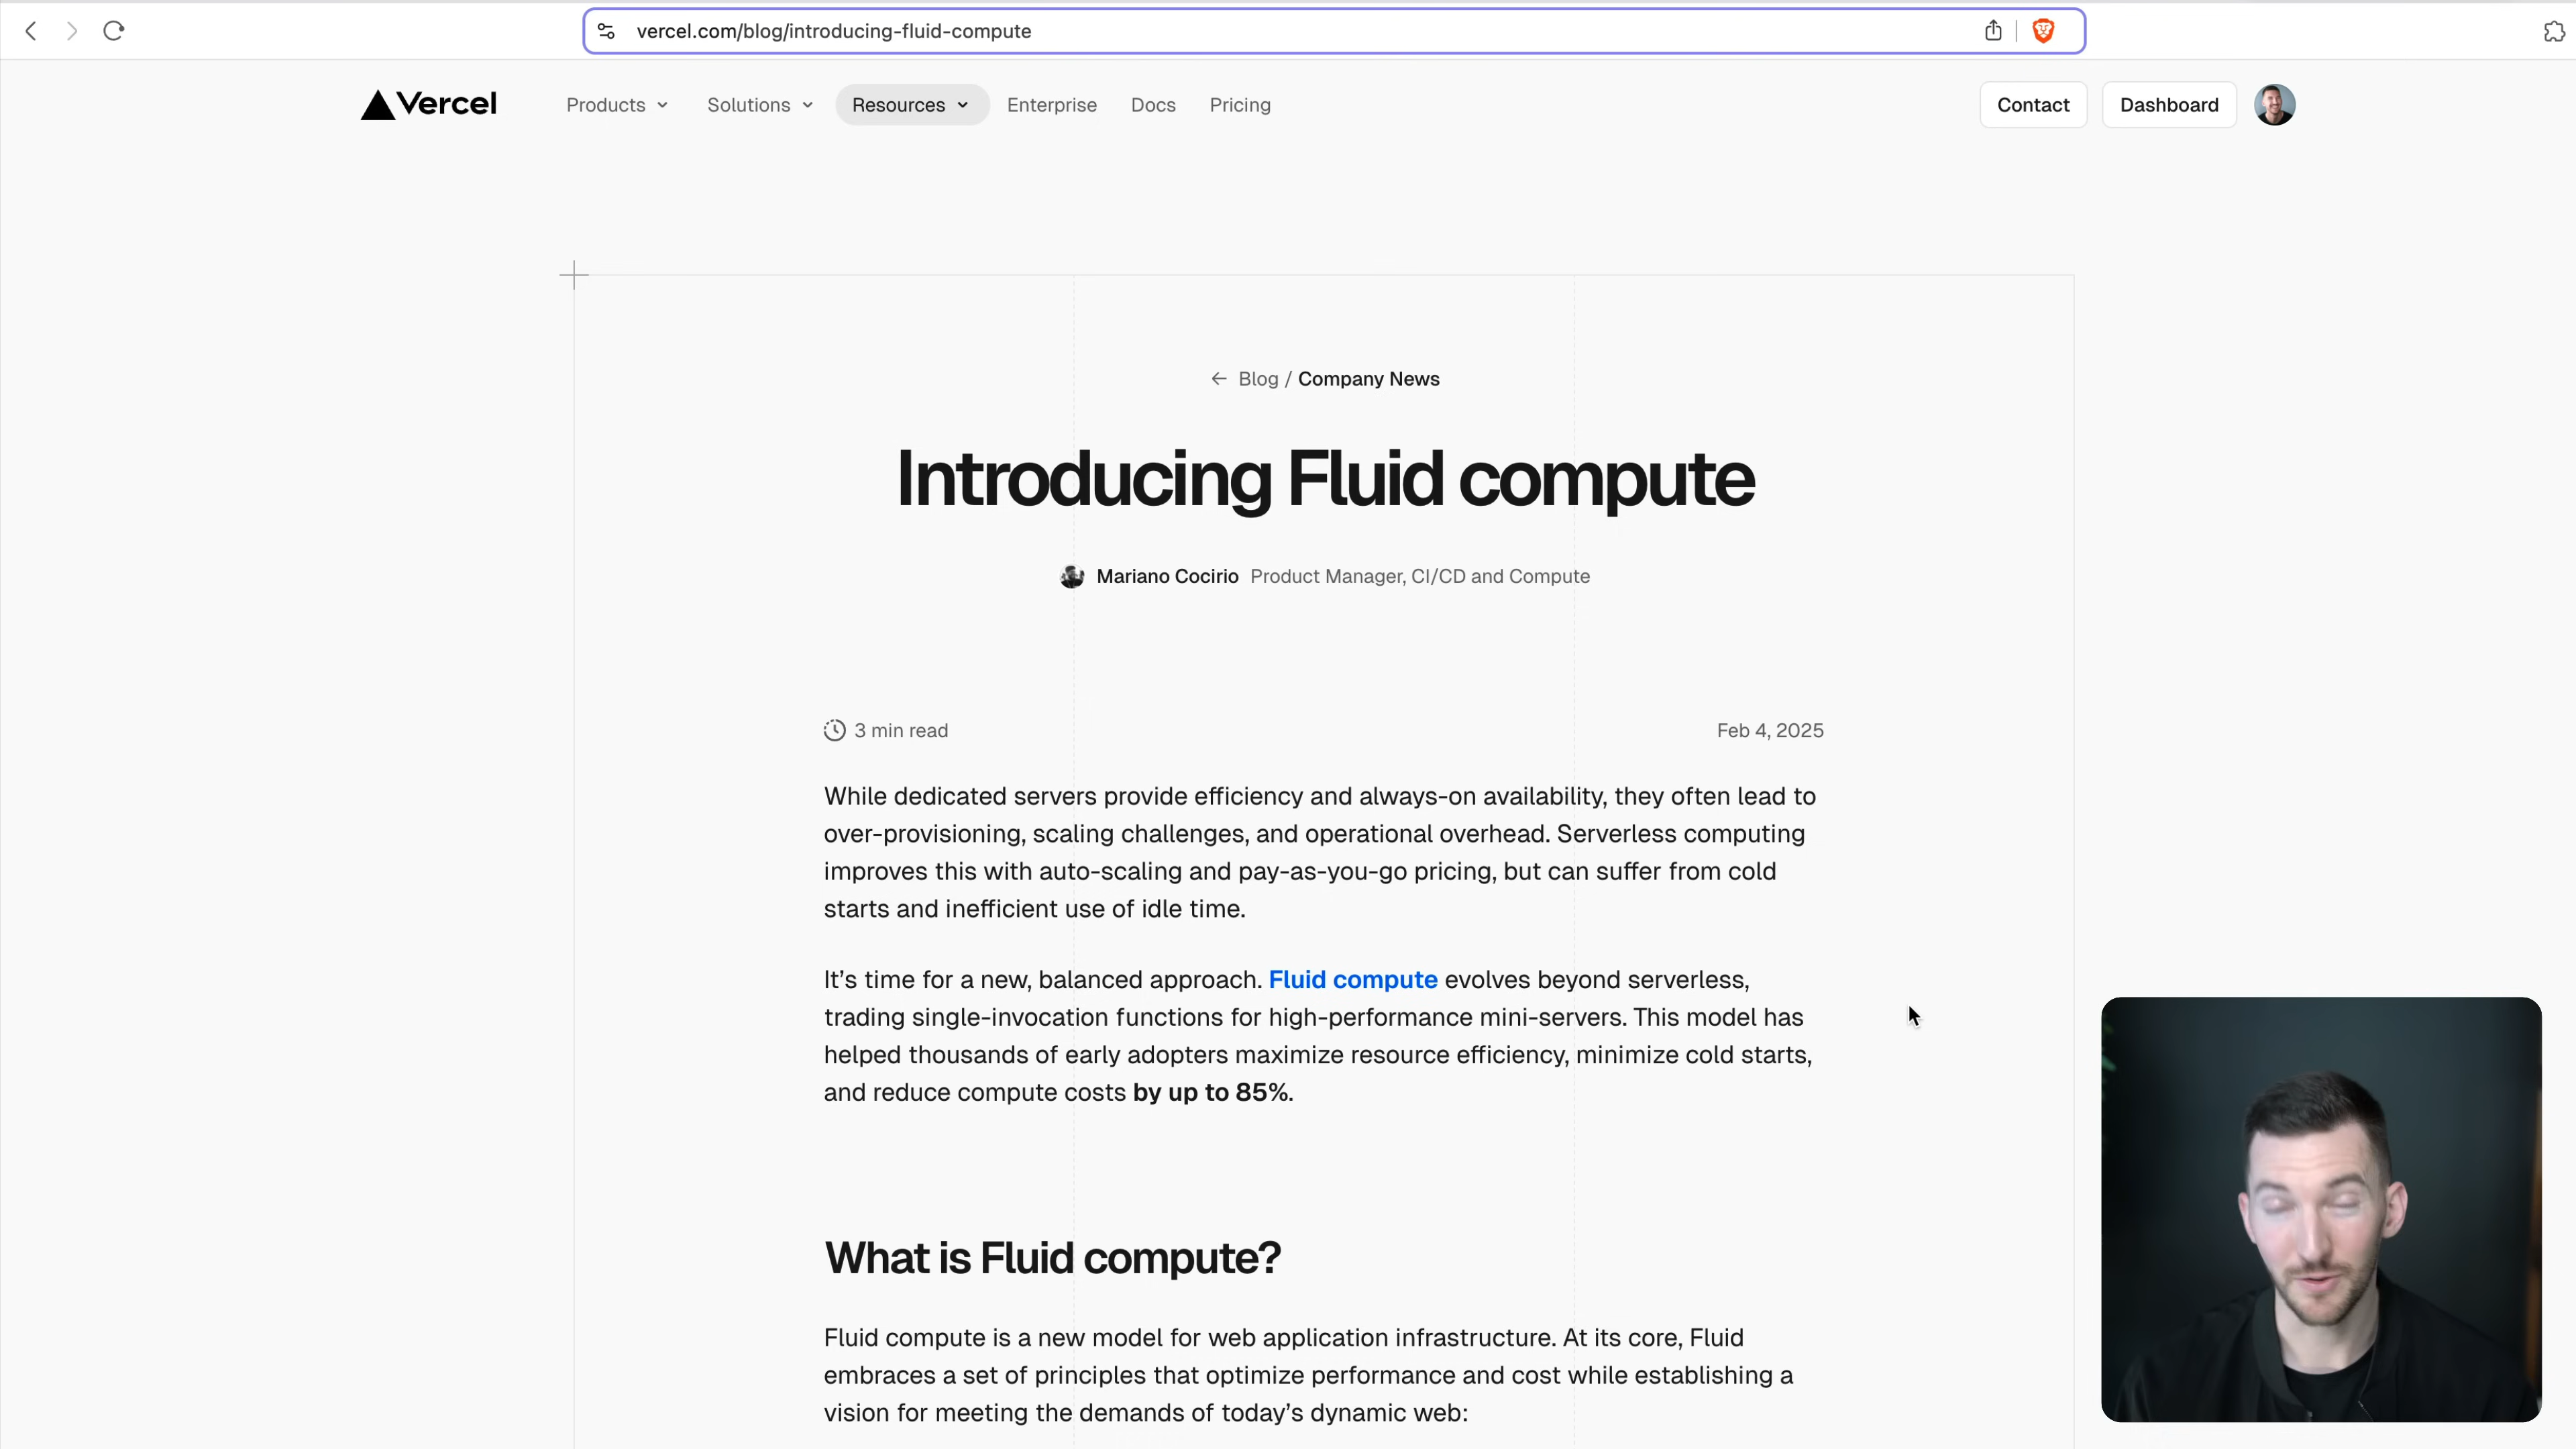 vercel.com/blog/introducing-fluid-compute
Vercel
Products
Solutions
Resources
Enterprise
Docs
Pricing
Contact
Dashboard
← Blog / Company News
Introducing Fluid compute
Mariano Cocirio Product Manager, CI/CD and Compute
3 min read
Feb 4, 2025
While dedicated servers provide efficiency and always-on availability, they often lead to
over-provisioning, scaling challenges, and operational overhead. Serverless computing
improves this with auto-scaling and pay-as-you-go pricing, but can suffer from cold
starts and inefficient use of idle time.
It’s time for a new, balanced approach. Fluid compute evolves beyond serverless,
trading single-invocation functions for high-performance mini-servers. This model has
helped thousands of early adopters maximize resource efficiency, minimize cold starts,
and reduce compute costs by up to 85%.
What is Fluid compute?
Fluid compute is a new model for web application infrastructure. At its core, Fluid
embraces a set of principles that optimize performance and cost while establishing a
vision for meeting the demands of today’s dynamic web: